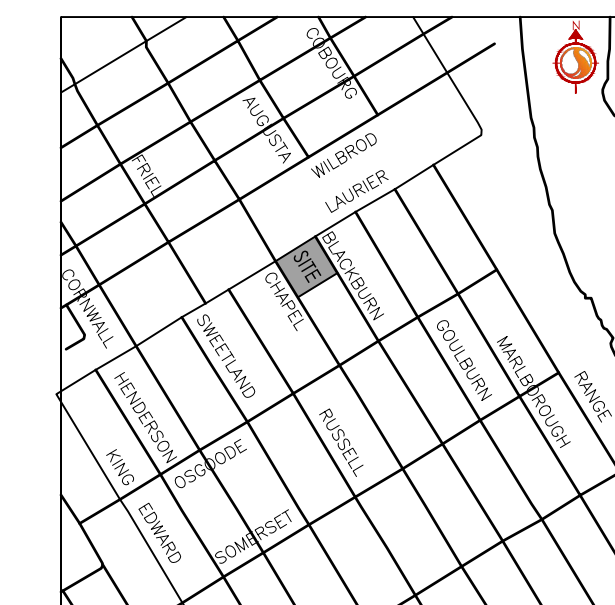 N
COBOURG
AUGUSTA
WILBROD
FRIEL
LAURIER
BLACKBURN
SITE
CORNWALL
CHAPEL
SWEETLAND
GOULBURN
MARLBOROUGH
RANGE
HENDERSON
RUSSELL
OSGOODE
KING
EDWARD
SOMERSET